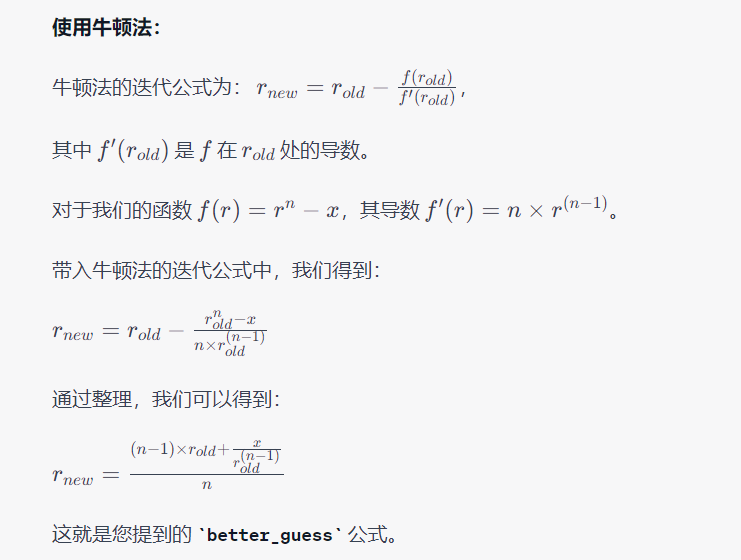 使用牛顿法：
牛顿法的迭代公式为： $r_{new} = r_{old} - \frac{f(r_{old})}{f'(r_{old})}$，
其中 $f'(r_{old})$ 是 $f$ 在 $r_{old}$ 处的导数。
对于我们的函数 $f(r) = r^n - x$，其导数 $f'(r) = n \times r^{(n-1)}$。
带入牛顿法的迭代公式中，我们得到：
$r_{new} = r_{old} - \frac{r_{old}^n - x}{n \times r_{old}^{(n-1)}}$
通过整理，我们可以得到：
$r_{new} = \frac{(n-1) \times r_{old} + \frac{x}{r_{old}^{(n-1)}}}{n}$
这就是您提到的 `better_guess` 公式。